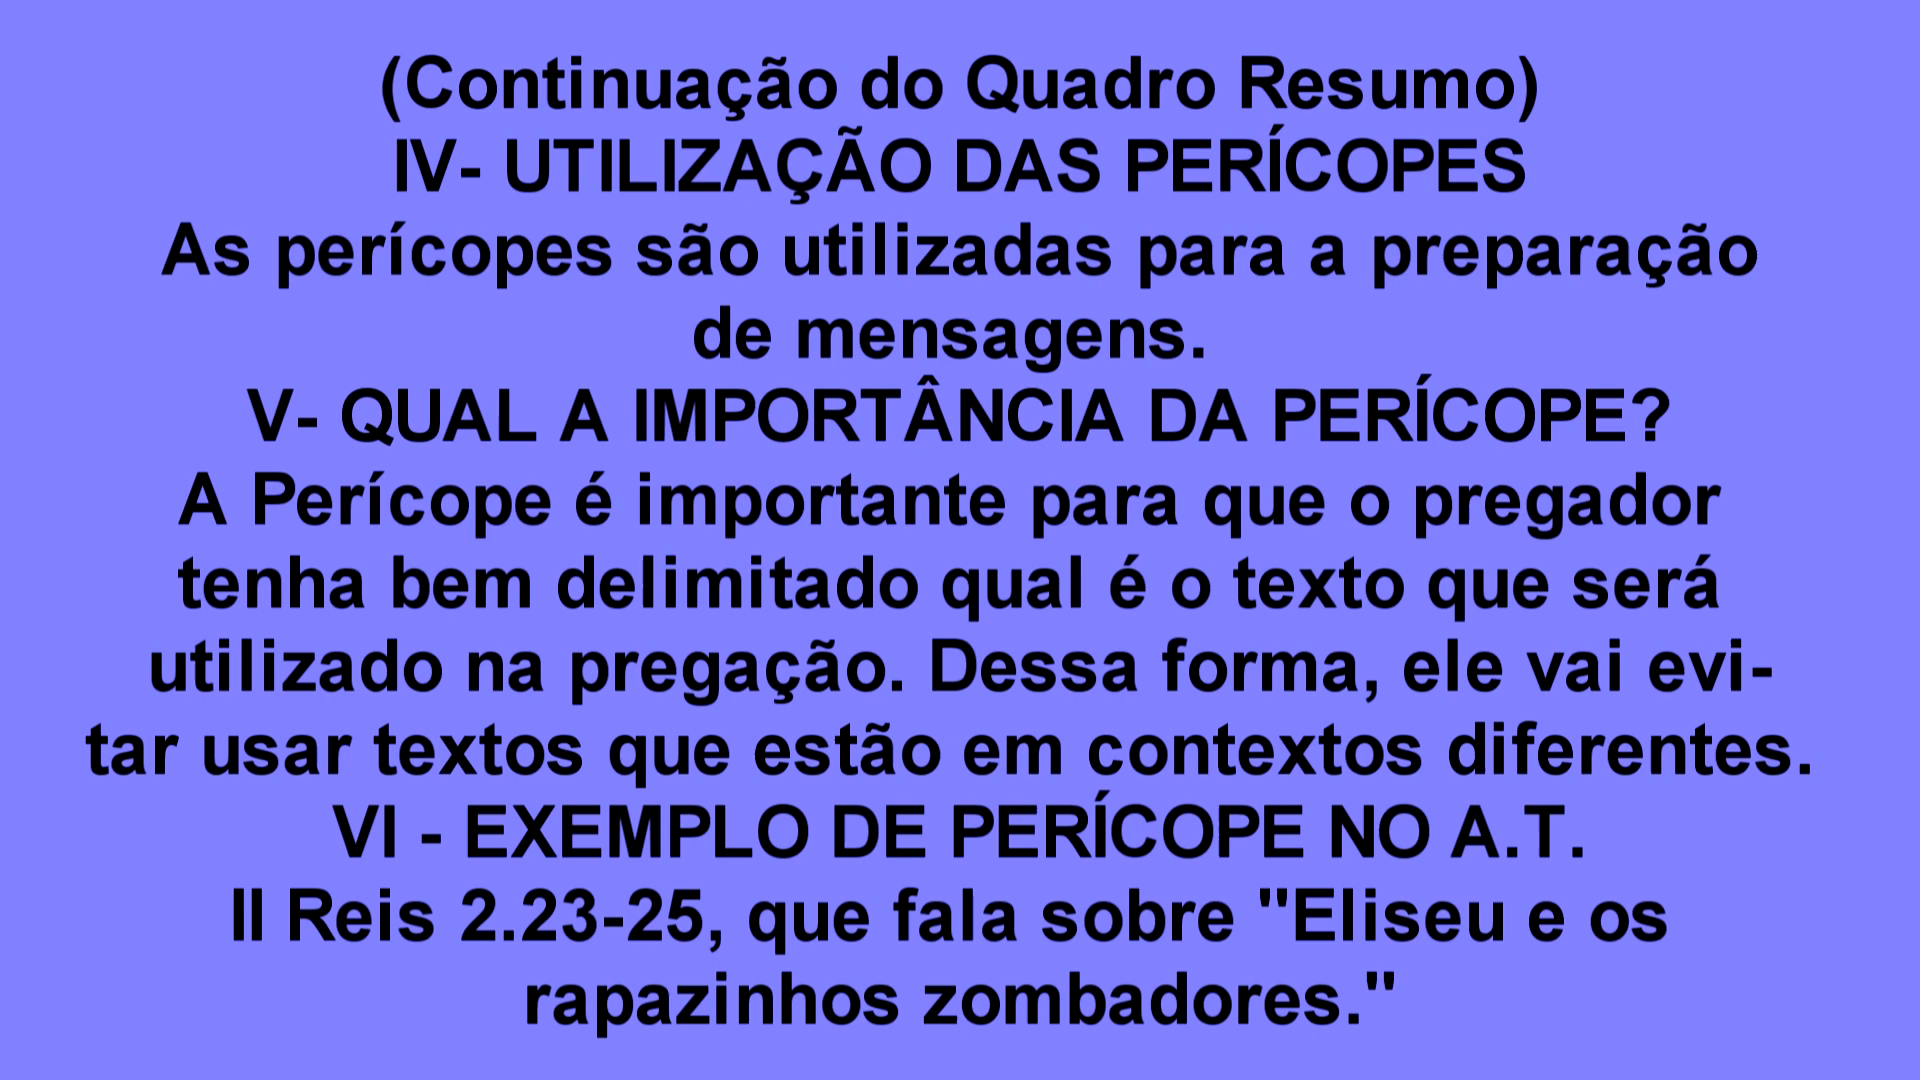 (Continuação do Quadro Resumo)
IV- UTILIZAÇÃO DAS PERÍCOPES
As perícopes são utilizadas para a preparação
de mensagens.
V- QUAL A IMPORTÂNCIA DA PERÍCOPE?
A Perícope é importante para que o pregador
tenha bem delimitado qual é o texto que será
utilizado na pregação. Dessa forma, ele vai evi-
tar usar textos que estão em contextos diferentes.
VI - EXEMPLO DE PERÍCOPE NO A.T.
II Reis 2.23-25, que fala sobre "Eliseu e os
rapazinhos zombadores."